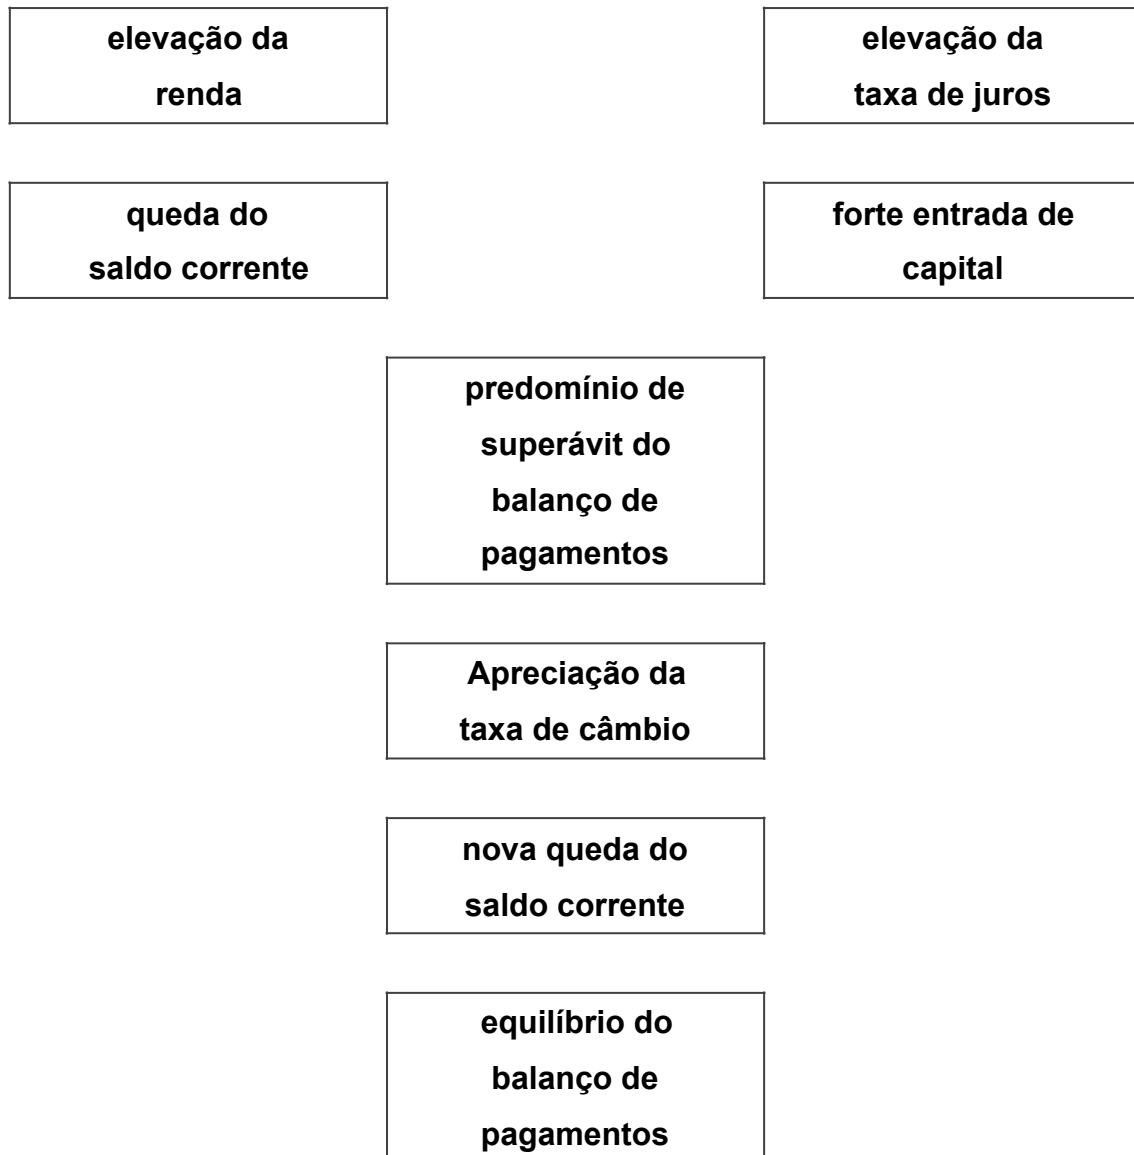 elevação da
renda
elevação da
taxa de juros
queda do
saldo corrente
forte entrada de
capital
predomínio de
superávit do
balanço de
pagamentos
Apreciação da
taxa de câmbio
nova queda do
saldo corrente
equilíbrio do
balanço de
pagamentos